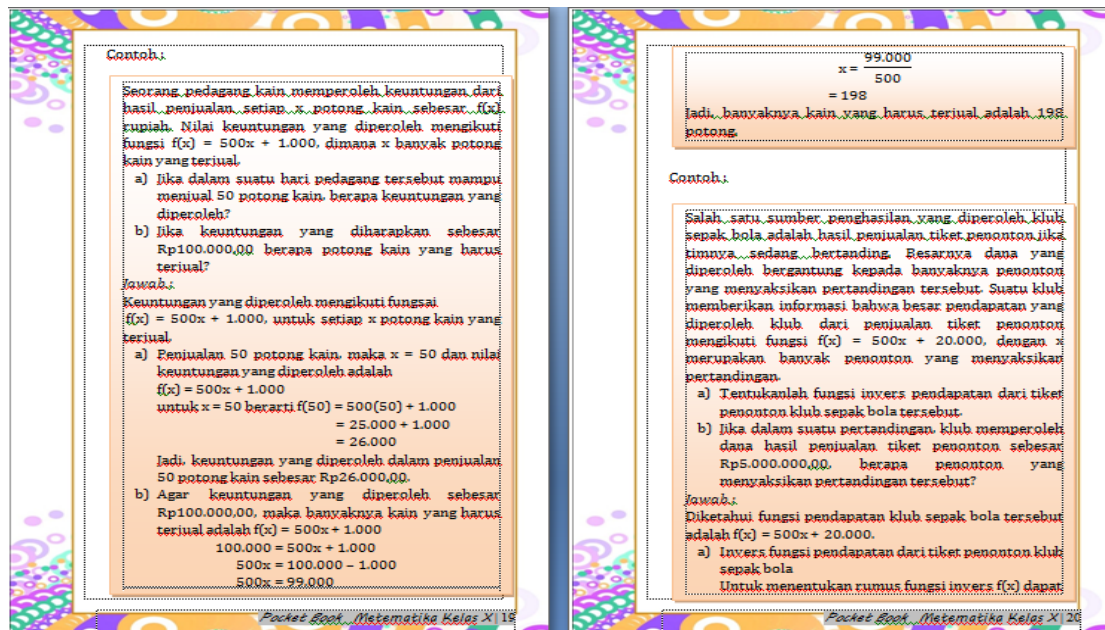 Contoh :
Seorang pedagang kain memperoleh keuntungan dari
hasil penjualan setiap x potong kain sebesar f(x)
rupiah. Nilai keuntungan yang diperoleh mengikuti
fungsi f(x) = 500x + 1.000, dimana x banyak potong
kain yang terjual.
a) Jika dalam suatu hari pedagang tersebut mampu
menjual 50 potong kain, berapa keuntungan yang
diperoleh?
b) Jika keuntungan yang diharapkan sebesar
Rp100.000,00 berapa potong kain yang harus
terjual?
Jawab :
Keuntungan yang diperoleh mengikuti fungsai
f(x) = 500x + 1.000, untuk setiap x potong kain yang
terjual.
a) Penjualan 50 potong kain, maka x = 50 dan nilai
keuntungan yang diperoleh adalah
f(x) = 500x + 1.000
untuk x = 50 berarti f(50) = 500(50) + 1.000
= 25.000 + 1.000
= 26.000
Jadi, keuntungan yang diperoleh dalam penjualan
50 potong kain sebesar Rp26.000,00.
b) Agar keuntungan yang diperoleh sebesar
Rp100.000,00, maka banyaknya kain yang harus
terjual adalah f(x) = 500x + 1.000
100.000 = 500x + 1.000
500x = 100.000 – 1.000
500x = 99.000
Pocket Book Metematika Kelas X | 19
x = 99.000
500
= 198
Jadi, banyaknya kain yang harus terjual adalah 198
potong.
Contoh :
Salah satu sumber penghasilan yang diperoleh klub
sepak bola adalah hasil penjualan tiket penonton jika
timnya sedang bertanding. Besarnya dana yang
diperoleh bergantung kepada banyaknya penonton
yang menyaksikan pertandingan tersebut. Suatu klub
memberikan informasi bahwa besar pendapatan yang
diperoleh klub dari penjualan tiket penonton
mengikuti fungsi f(x) = 500x + 20.000, dengan x
merupakan banyak penonton yang menyaksikan
pertandingan.
a) Tentukanlah fungsi invers pendapatan dari tiket
penonton klub sepak bola tersebut.
b) Jika dalam suatu pertandingan, klub memperoleh
dana hasil penjualan tiket penonton sebesar
Rp5.000.000,00, berapa penonton yang
menyaksikan pertandingan tersebut?
Jawab :
Diketahui fungsi pendapatan klub sepak bola tersebut
adalah f(x) = 500x + 20.000.
a) Invers fungsi pendapatan dari tiket penonton klub
sepak bola
Untuk menentukan rumus fungsi invers f(x) dapat
Pocket Book Metematika Kelas X | 20